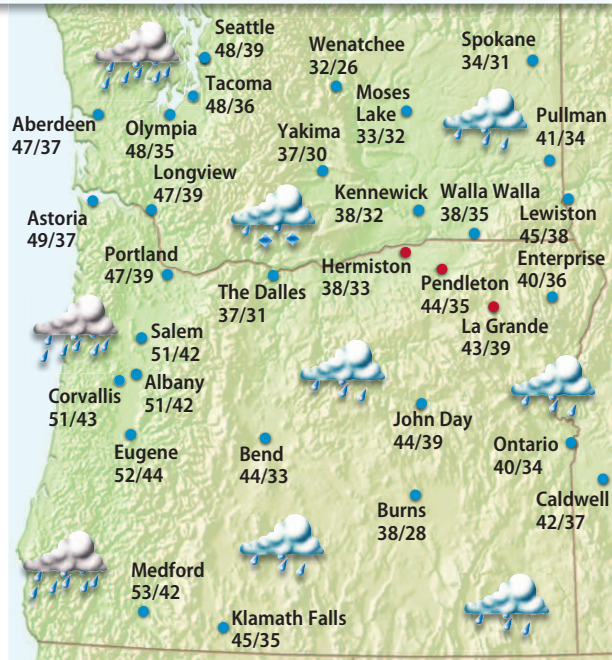 Seattle
48/39
Wenatchee
32/26
Spokane
34/31
Tacoma
48/36
Moses
Lake
33/32
Aberdeen
47/37
Olympia
48/35
Yakima
37/30
Pullman
41/34
Longview
47/39
Kennewick
38/32
Walla Walla
38/35
Astoria
49/37
Lewiston
45/38
Portland
47/39
The Dalles
37/31
Hermiston
38/33
Pendleton
44/35
Enterprise
40/36
La Grande
43/39
Salem
51/42
Corvallis
51/43
Albany
51/42
John Day
44/39
Eugene
52/44
Bend
44/33
Ontario
40/34
Burns
38/28
Caldwell
42/37
Medford
53/42
Klamath Falls
45/35